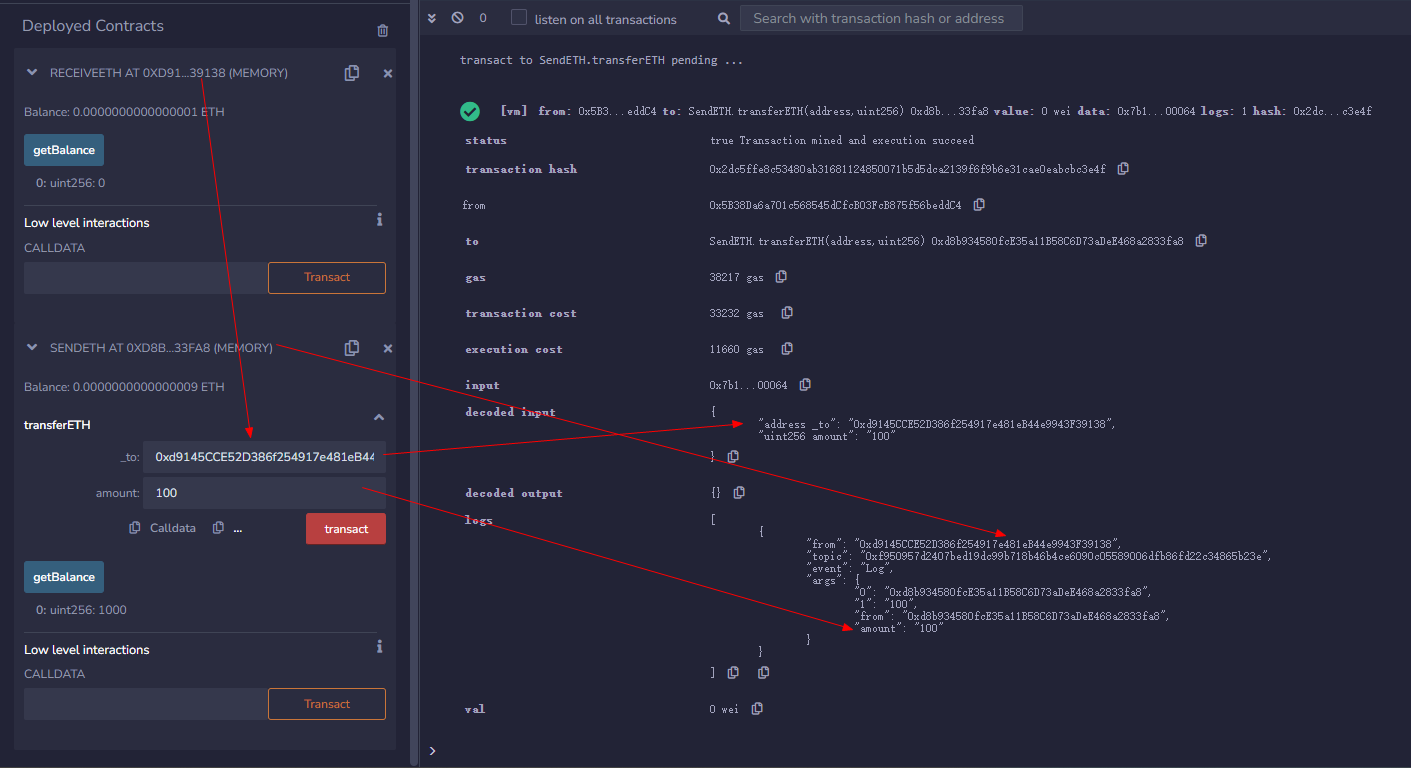 Deployed Contracts
RECEIVEETH AT 0XD91...39138 (MEMORY)
Balance: 0.0000000000000001 ETH
getBalance
0: uint256: 0
Low level interactions
CALLDATA
Transact
SENDETH AT 0XD8B...33FA8 (MEMORY)
Balance: 0.0000000000000009 ETH
transferETH
_to: 0xd9145CCE52D386f254917e481eB44
amount: 100
Calldata ...
transact
getBalance
0: uint256: 1000
Low level interactions
CALLDATA
Transact
0 listen on all transactions Search with transaction hash or address
transact to SendETH.transferETH pending ...
[vm] from: 0x5B3...eddC4 to: SendETH.transferETH(address,uint256) 0xd8b...33fa8 value: 0 wei data: 0x7b1...00064 logs: 1 hash: 0x2dc...c3e4f
status true Transaction mined and execution succeed
transaction hash 0x2dc5ffe8c53480ab31681124850071b5d5dca2139f6f9b6e31cae0eabcbc3e4f
from 0x5B38Da6a701c568545dCfcB03FcB875f56beddC4
to SendETH.transferETH(address,uint256) 0xd8b934580fcE35a11B58C6D73aDeE468a2833fa8
gas 38217 gas
transaction cost 33232 gas
execution cost 11660 gas
input 0x7b1...00064
decoded input {
"address _to": "0xd9145CCE52D386f254917e481eB44e9943F39138",
"uint256 amount": "100"
}
decoded output {}
logs [
{
"from": "0xd9145CCE52D386f254917e481eB44e9943F39138",
"topic": "0xf950957d2407bed19dc99b718b46b4ce6090c05589006dfb86fd22c34865b23e",
"event": "Log",
"args": {
"0": "0xd8b934580fcE35a11B58C6D73aDeE468a2833fa8",
"1": "100",
"from": "0xd8b934580fcE35a11B58C6D73aDeE468a2833fa8",
"amount": "100"
}
}
]
val 0 wei
>